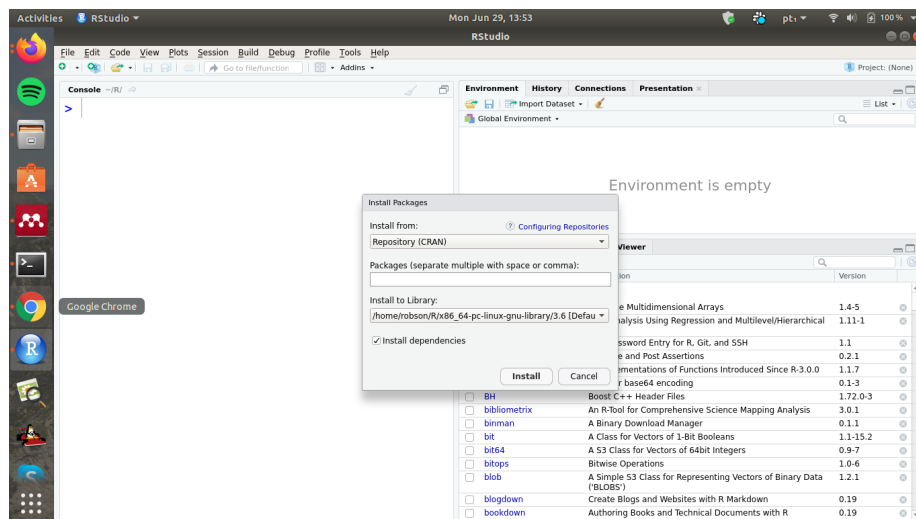 Activities RStudio Mon Jun 29, 13:53 pt₁ 100 %
RStudio
File Edit Code View Plots Session Build Debug Profile Tools Help
Go to file/function Addins Project: (None)
Console ~/R/
>
Environment History Connections Presentation
Import Dataset List
Global Environment
Environment is empty
Install Packages
Install from: ? Configuring Repositories
Repository (CRAN)
Packages (separate multiple with space or comma):
Install to Library:
/home/robson/R/x86_64-pc-linux-gnu-library/3.6 [Defau
Install dependencies
Install Cancel
Google Chrome
Viewer
Version
e Multidimensional Arrays 1.4-5
nalysis Using Regression and Multilevel/Hierarchical 1.11-1
ssword Entry for R, Git, and SSH 1.1
e and Post Assertions 0.2.1
ementations of Functions Introduced Since R-3.0.0 1.1.7
r base64 encoding 0.1-3
BH Boost C++ Header Files 1.72.0-3
bibliometrix An R-Tool for Comprehensive Science Mapping Analysis 3.0.1
binman A Binary Download Manager 0.1.1
bit A Class for Vectors of 1-Bit Booleans 1.1-15.2
bit64 A S3 Class for Vectors of 64bit Integers 0.9-7
bitops Bitwise Operations 1.0-6
blob A Simple S3 Class for Representing Vectors of Binary Data 1.2.1
('BLOBS')
blogdown Create Blogs and Websites with R Markdown 0.19
bookdown Authoring Books and Technical Documents with R 0.19